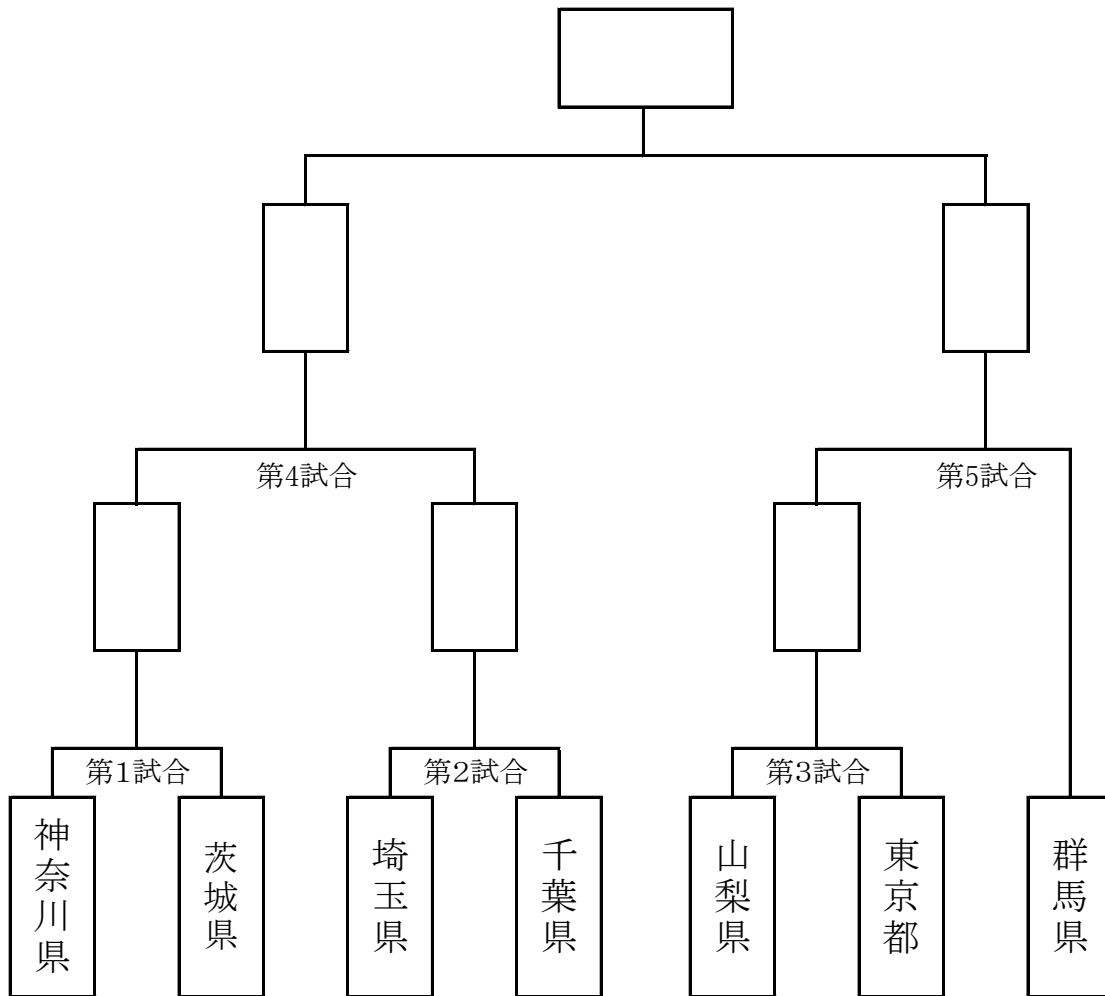 第4試合
第5試合
第1試合
第2試合
第3試合
神奈川県
茨城県
埼玉県
千葉県
山梨県
東京都
群馬県